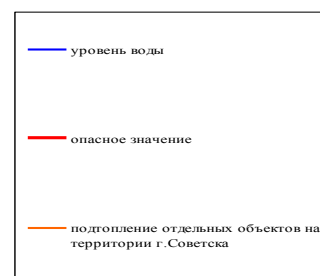 уровень воды
опасное значение
подтопление отдельных объектов на
территории г.Советска